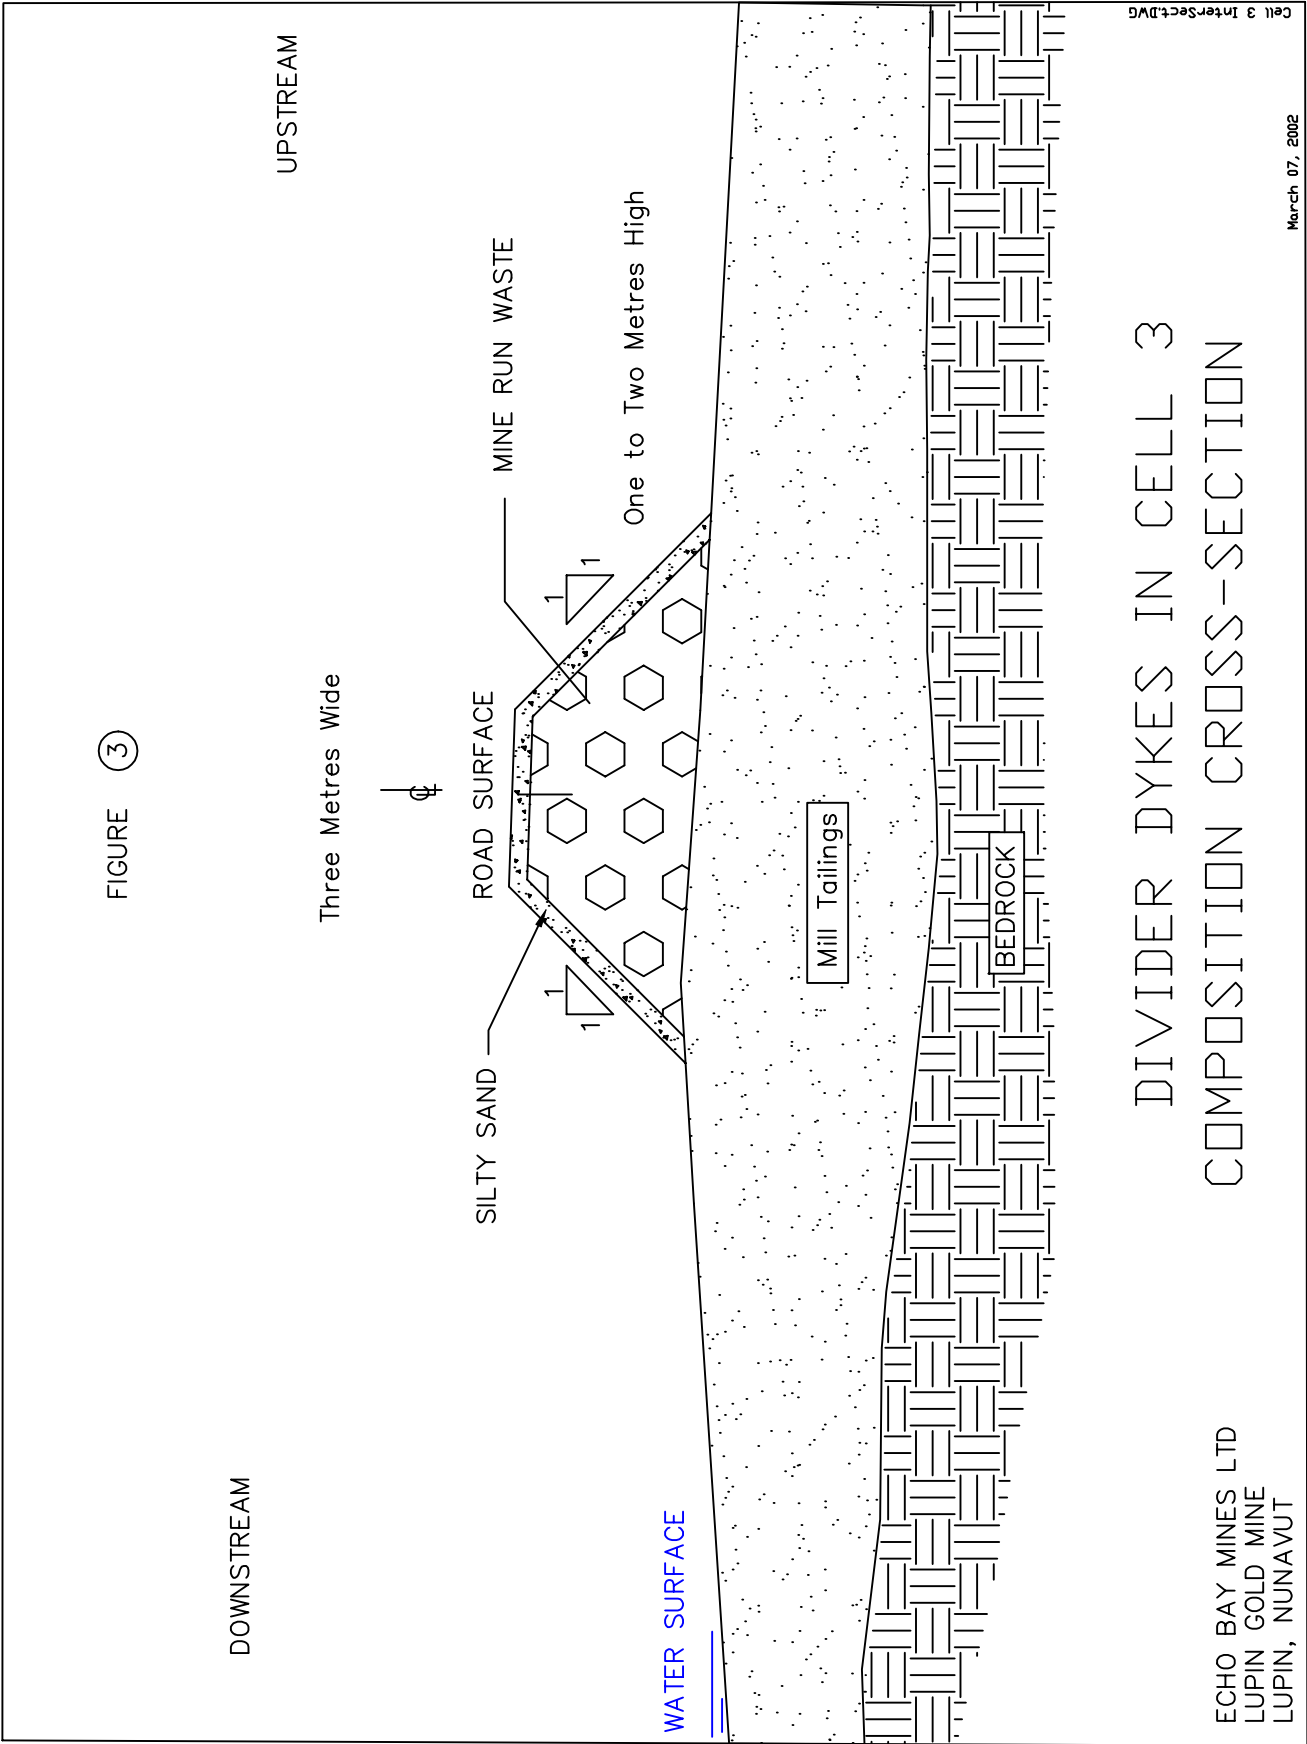 FIGURE 3
UPSTREAM
DOWNSTREAM
Three Metres Wide
℄
ROAD SURFACE
MINE RUN WASTE
SILTY SAND
1
1
1
1
One to Two Metres High
WATER SURFACE
Mill Tailings
BEDROCK
DIVIDER DYKES IN CELL 3
COMPOSITION CROSS-SECTION
ECHO BAY MINES LTD
LUPIN GOLD MINE
LUPIN, NUNAVUT
March 07, 2002
Cell 3 InterSect.DWG